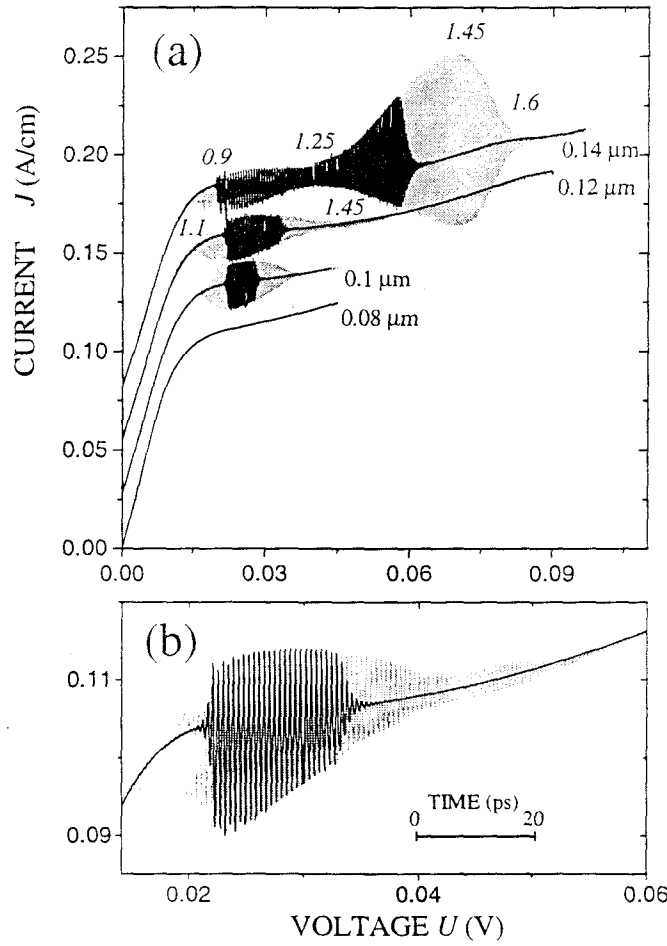 (a)
CURRENT J (A/cm)
0.25
0.20
0.15
0.10
0.05
0.00
1.45
1.6
1.25
0.9
0.14 µm
0.12 µm
1.45
1.1
0.1 µm
0.08 µm
0.00 0.03 0.06 0.09
(b)
0.11
0.09
TIME (ps)
0 20
0.02 0.04 0.06
VOLTAGE U (V)